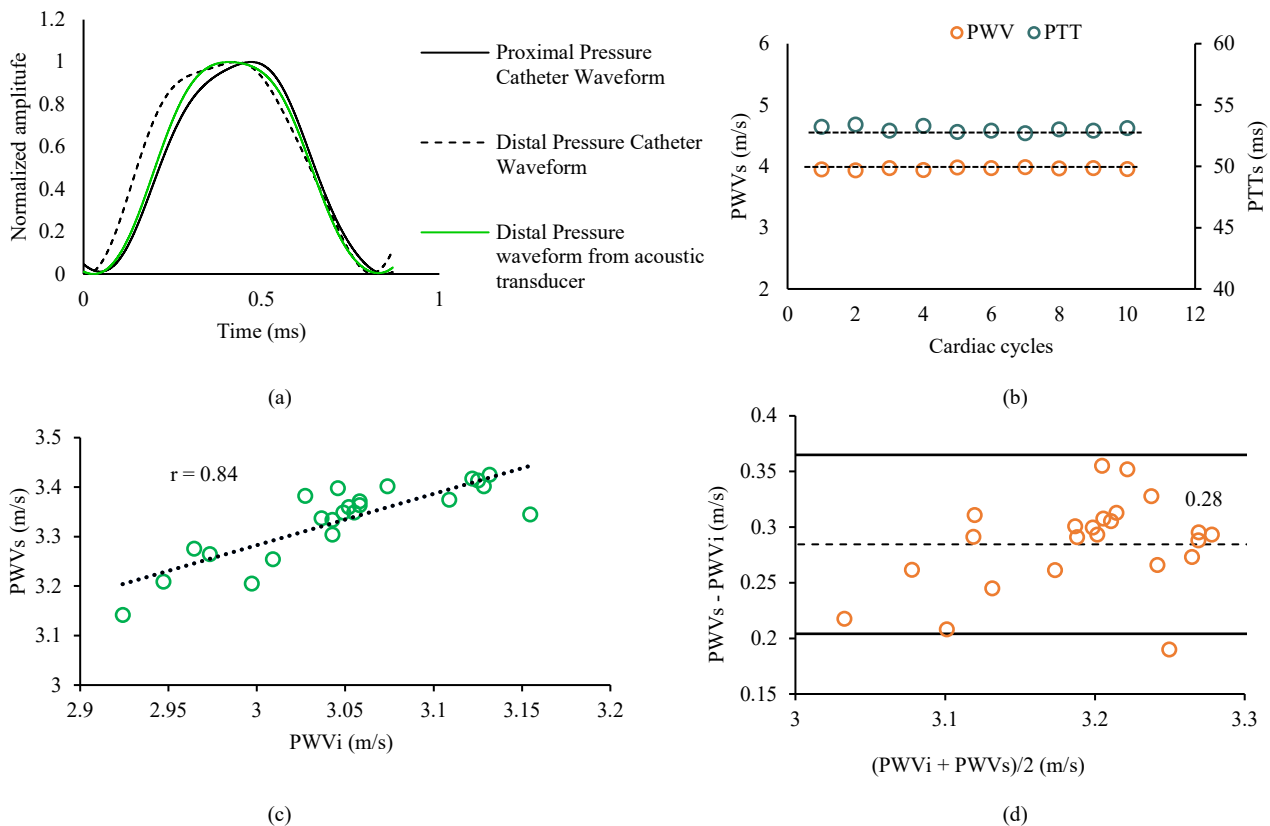 1.2
1
0.8
0.6
0.4
0.2
0
0
0.5
1
Normalized amplitufe
Time (ms)
Proximal Pressure
Catheter Waveform
Distal Pressure Catheter
Waveform
Distal Pressure
waveform from acoustic
transducer
(a)
PWV
PTT
6
5
4
3
2
60
55
50
45
40
0
2
4
6
8
10
12
PWVs (m/s)
PTTs (ms)
Cardiac cycles
(b)
3.5
3.4
3.3
3.2
3.1
3
2.9
2.95
3
3.05
3.1
3.15
3.2
r = 0.84
PWVs (m/s)
PWVi (m/s)
(c)
0.4
0.35
0.3
0.25
0.2
0.15
3
3.1
3.2
3.3
0.28
PWVs - PWVi (m/s)
(PWVi + PWVs)/2 (m/s)
(d)